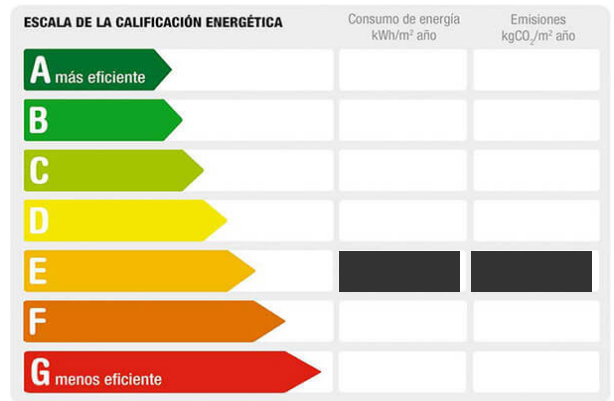 ESCALA DE LA CALIFICACIÓN ENERGÉTICA
Consumo de energía
kWh/m² año
Emisiones
kgCO₂/m² año
A más eficiente
B
C
D
E
F
G menos eficiente